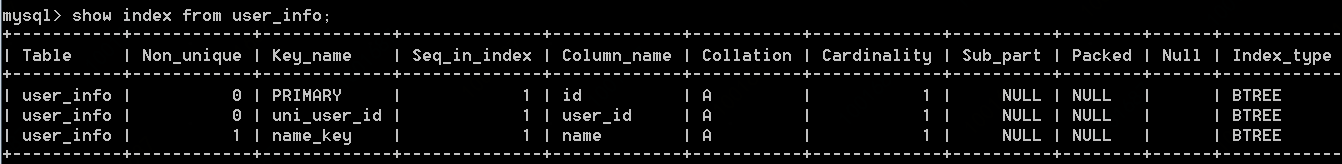 mysql> show index from user_info;
+-----------+------------+-------------+--------------+-------------+-----------+-------------+----------+--------+------+------------
| Table     | Non_unique | Key_name    | Seq_in_index | Column_name | Collation | Cardinality | Sub_part | Packed | Null | Index_type
+-----------+------------+-------------+--------------+-------------+-----------+-------------+----------+--------+------+------------
| user_info |          0 | PRIMARY     |            1 | id          | A         |           1 |     NULL | NULL   |      | BTREE
| user_info |          0 | uni_user_id |            1 | user_id     | A         |           1 |     NULL | NULL   |      | BTREE
| user_info |          1 | name_key    |            1 | name        | A         |           1 |     NULL | NULL   |      | BTREE
+-----------+------------+-------------+--------------+-------------+-----------+-------------+----------+--------+------+------------